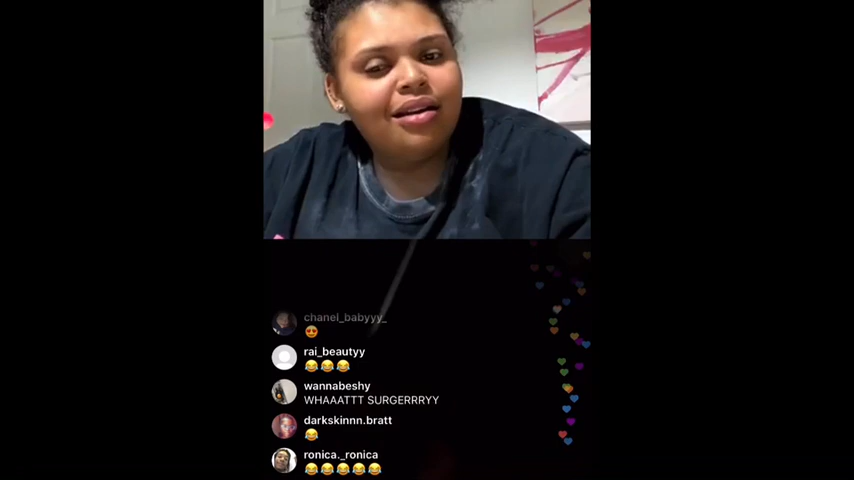 chanel_babyyy_
😍
rai_beautyy
😂😂😂
wannabeshy
WHAAATTT SURGERRRYY
darkskinnn.bratt
😂
ronica._ronica
😂😂😂😂😂